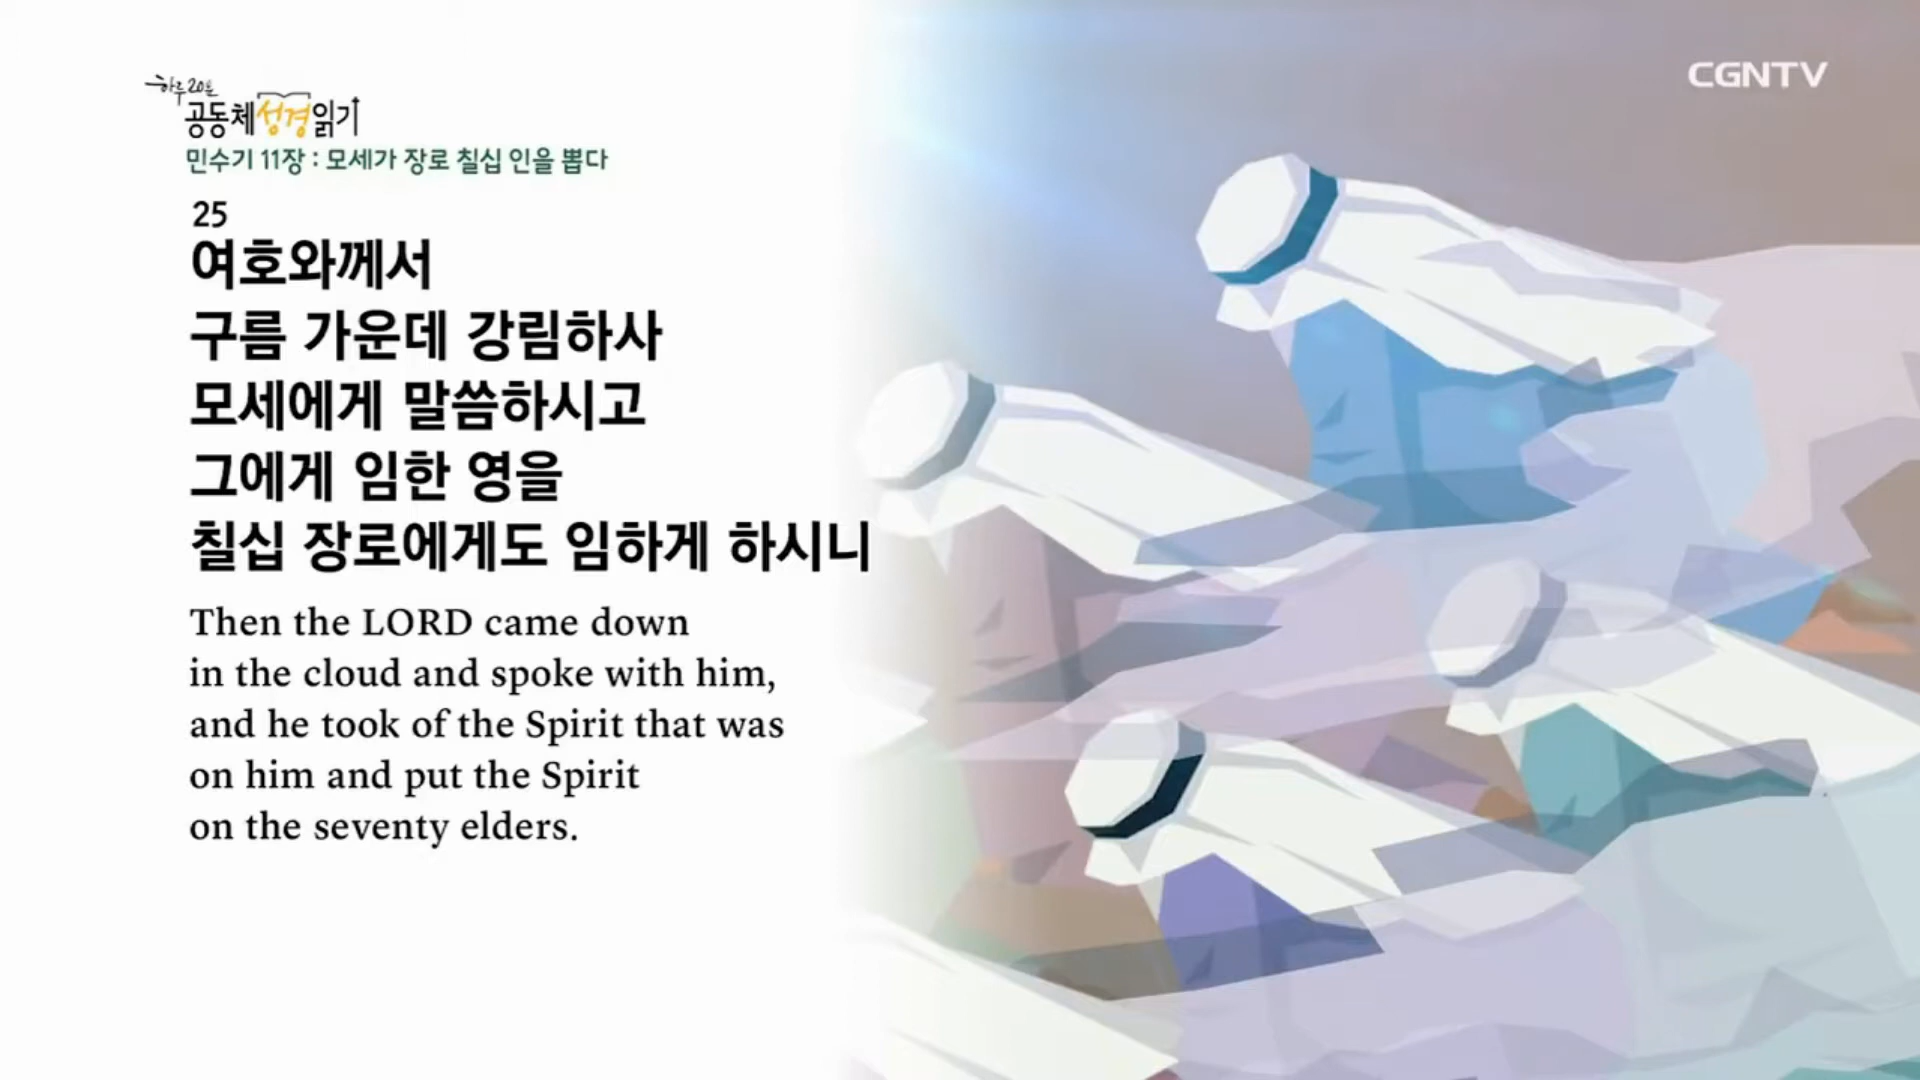 하루 20분
공동체성경읽기
CGNTV
민수기 11장 : 모세가 장로 칠십 인을 뽑다
25
여호와께서
구름 가운데 강림하사
모세에게 말씀하시고
그에게 임한 영을
칠십 장로에게도 임하게 하시니
Then the LORD came down
in the cloud and spoke with him,
and he took of the Spirit that was
on him and put the Spirit
on the seventy elders.